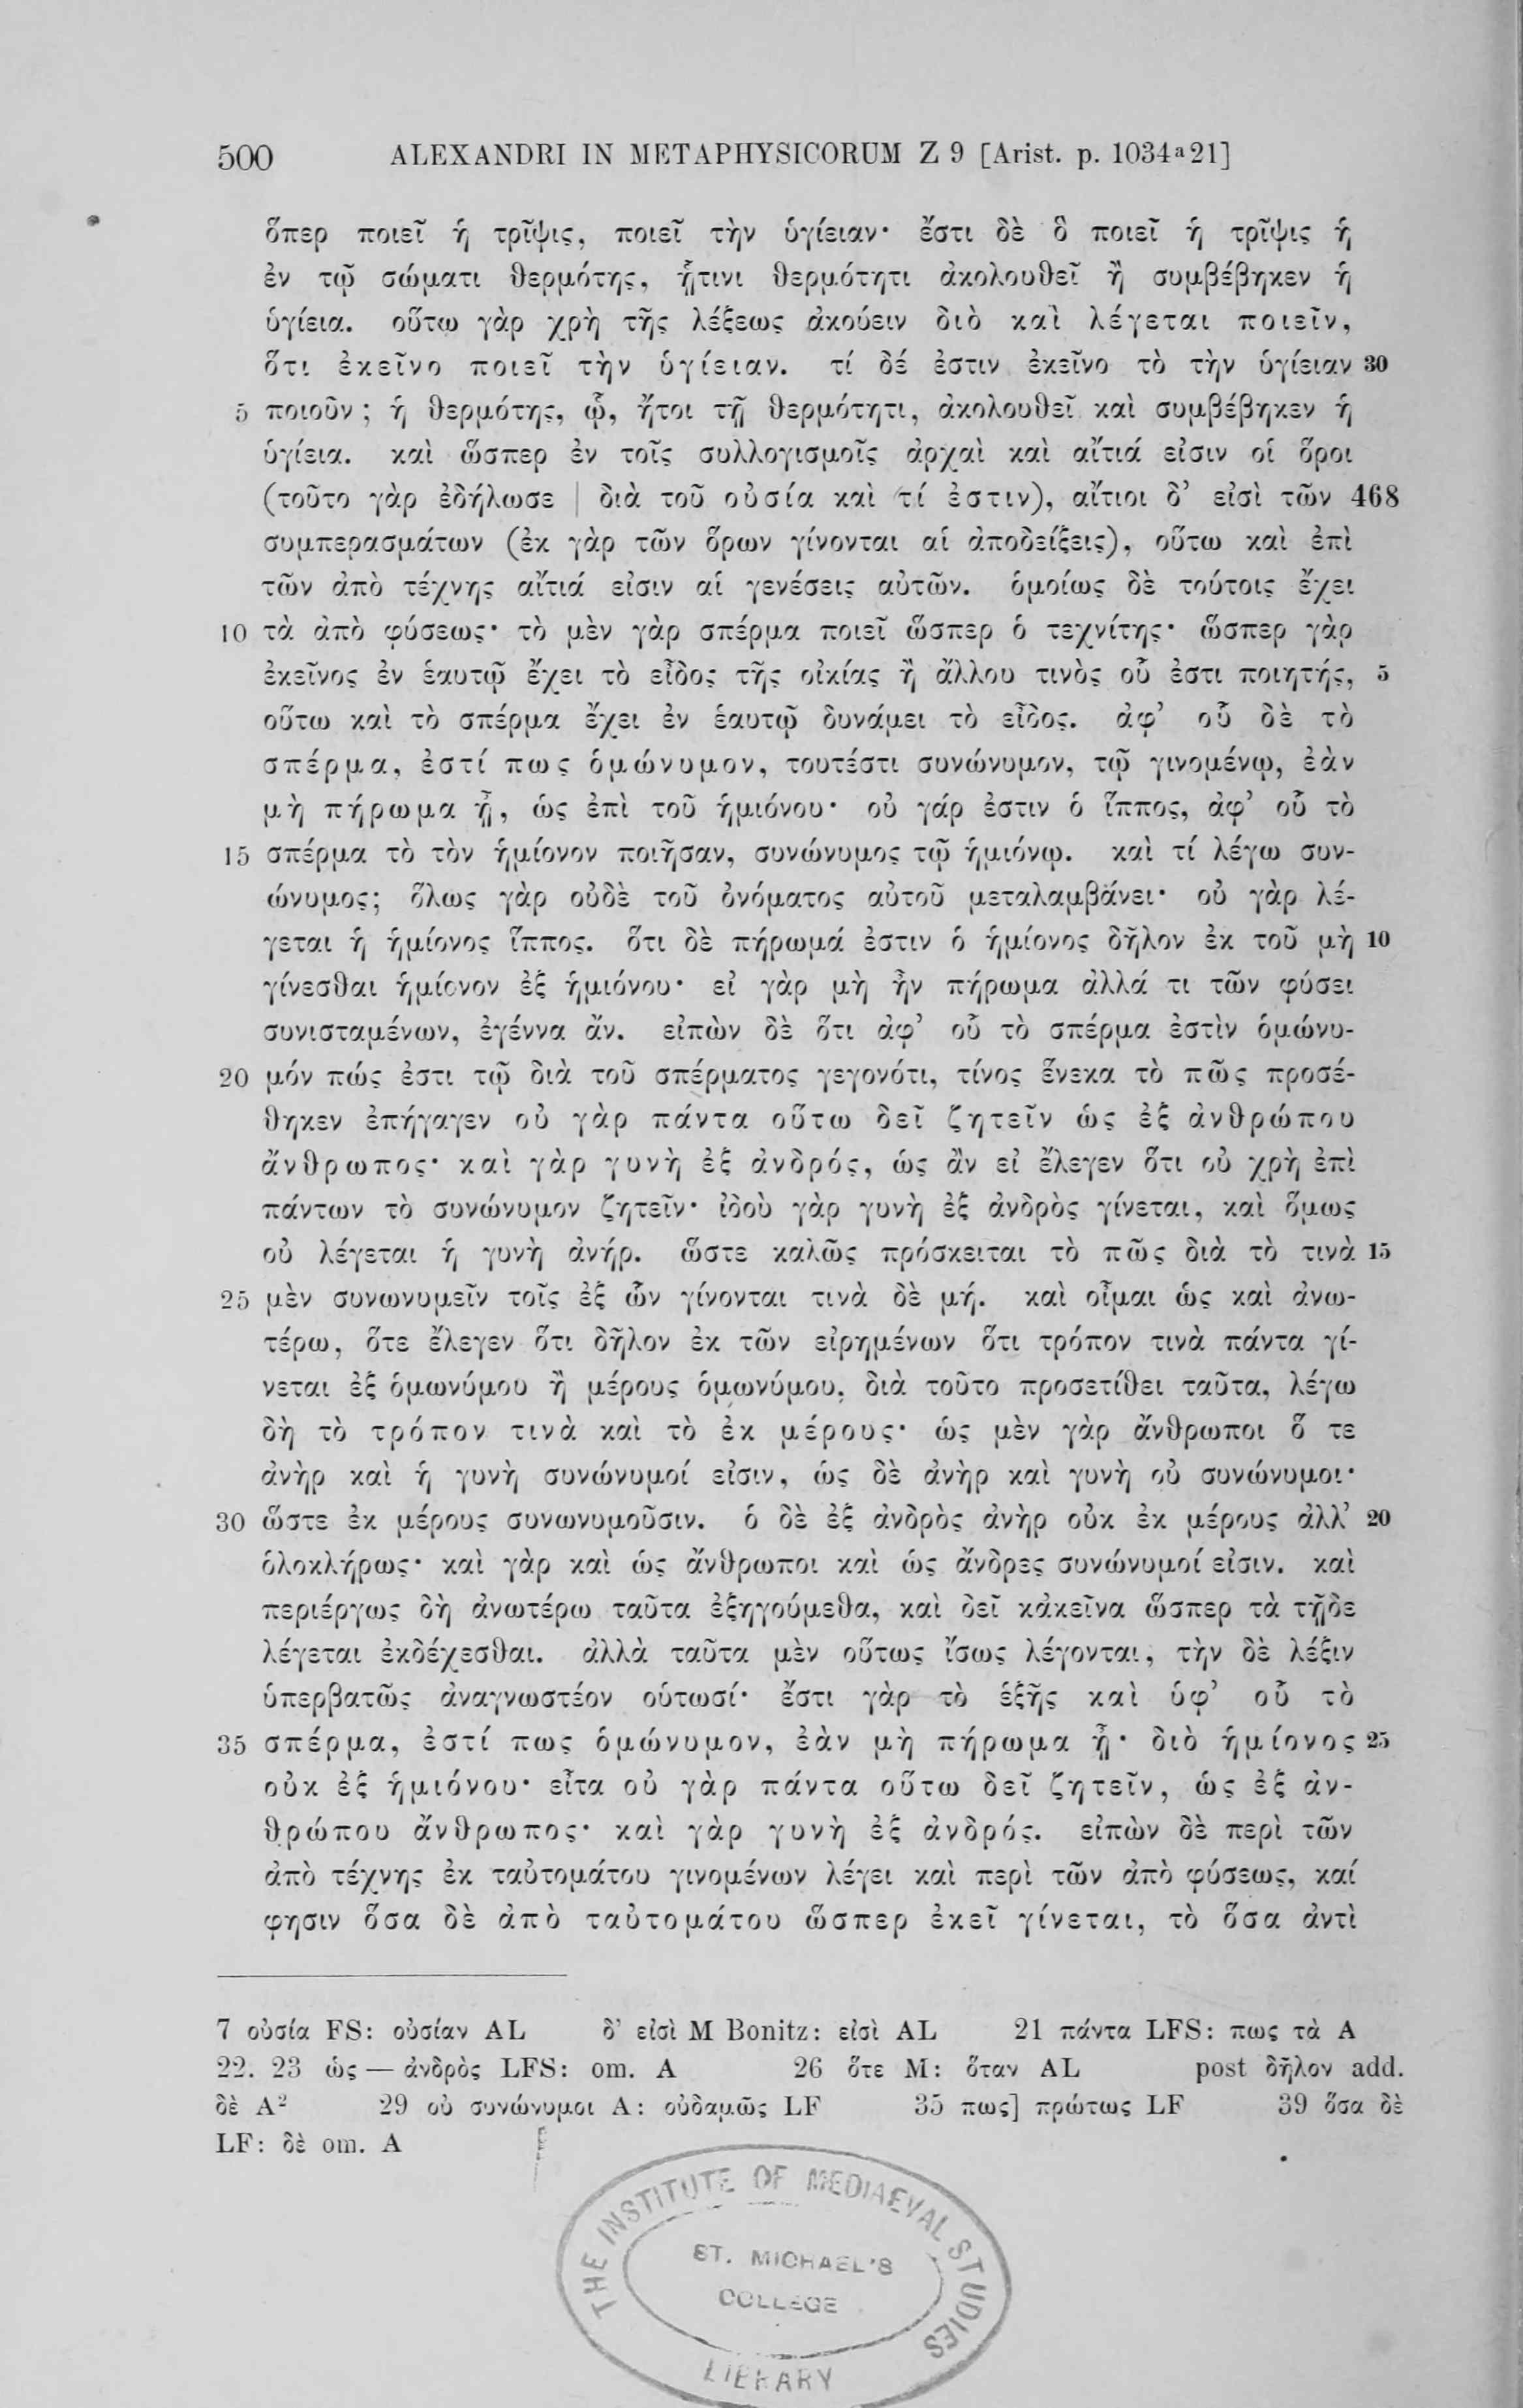 500 ALEXANDRI IN METAPHYSICORUM Z 9 [Arist. p. 1034ᵃ21]
ὅπερ ποιεῖ ἡ τρῖψις, ποιεῖ τὴν ὑγίειαν· ἔστι δὲ ὃ ποιεῖ ἡ τρῖψις ἡ
ἐν τῷ σώματι θερμότης, ᾗτινι θερμότητι ἀκολουθεῖ ἢ συμβέβηκεν ἡ
ὑγίεια. οὕτω γὰρ χρὴ τῆς λέξεως ἀκούειν διὸ καὶ λέγεται ποιεῖν,
ὅτι ἐκεῖνο ποιεῖ τὴν ὑγίειαν. τί δέ ἐστιν ἐκεῖνο τὸ τὴν ὑγίειαν 30
5 ποιοῦν; ἡ θερμότης, ᾧ, ἤτοι τῇ θερμότητι, ἀκολουθεῖ καὶ συμβέβηκεν ἡ
ὑγίεια. καὶ ὥσπερ ἐν τοῖς συλλογισμοῖς ἀρχαὶ καὶ αἴτιά εἰσιν οἱ ὅροι
(τοῦτο γὰρ ἐδήλωσε | διὰ τοῦ οὐσία καὶ τί ἐστιν), αἴτιοι δ’ εἰσὶ τῶν 468
συμπερασμάτων (ἐκ γὰρ τῶν ὅρων γίνονται αἱ ἀποδείξεις), οὕτω καὶ ἐπὶ
τῶν ἀπὸ τέχνης αἴτιά εἰσιν αἱ γενέσεις αὐτῶν. ὁμοίως δὲ τούτοις ἔχει
10 τὰ ἀπὸ φύσεως· τὸ μὲν γὰρ σπέρμα ποιεῖ ὥσπερ ὁ τεχνίτης· ὥσπερ γὰρ
ἐκεῖνος ἐν ἑαυτῷ ἔχει τὸ εἶδος τῆς οἰκίας ἢ ἄλλου τινὸς οὗ ἐστι ποιητής, 5
οὕτω καὶ τὸ σπέρμα ἔχει ἐν ἑαυτῷ δυνάμει τὸ εἶδος. ἀφ’ οὗ δὲ τὸ
σπέρμα, ἐστί πως ὁμώνυμον, τουτέστι συνώνυμον, τῷ γινομένῳ, ἐὰν
μὴ πήρωμα ᾖ, ὡς ἐπὶ τοῦ ἡμιόνου· οὐ γάρ ἐστιν ὁ ἵππος, ἀφ’ οὗ τὸ
15 σπέρμα τὸ τὸν ἡμίονον ποιῆσαν, συνώνυμος τῷ ἡμιόνῳ. καὶ τί λέγω συν-
ώνυμος; ὅλως γὰρ οὐδὲ τοῦ ὀνόματος αὐτοῦ μεταλαμβάνει· οὐ γὰρ λέ-
γεται ἡ ἡμίονος ἵππος. ὅτι δὲ πήρωμά ἐστιν ὁ ἡμίονος δῆλον ἐκ τοῦ μὴ 10
γίνεσθαι ἡμίονον ἐξ ἡμιόνου· εἰ γὰρ μὴ ἦν πήρωμα ἀλλά τι τῶν φύσει
συνισταμένων, ἐγέννα ἄν. εἰπὼν δὲ ὅτι ἀφ’ οὗ τὸ σπέρμα ἐστὶν ὁμώνυ-
20 μόν πώς ἐστι τῷ διὰ τοῦ σπέρματος γεγονότι, τίνος ἕνεκα τὸ πῶς προσέ-
θηκεν ἐπήγαγεν οὐ γὰρ πάντα οὕτω δεῖ ζητεῖν ὡς ἐξ ἀνθρώπου
ἄνθρωπος· καὶ γὰρ γυνὴ ἐξ ἀνδρός, ὡς ἂν εἰ ἔλεγεν ὅτι οὐ χρὴ ἐπὶ
πάντων τὸ συνώνυμον ζητεῖν· ἰδοὺ γὰρ γυνὴ ἐξ ἀνδρὸς γίνεται, καὶ ὅμως
οὐ λέγεται ἡ γυνὴ ἀνήρ. ὥστε καλῶς πρόσκειται τὸ πῶς διὰ τὸ τινὰ 15
25 μὲν συνωνυμεῖν τοῖς ἐξ ὧν γίνονται τινὰ δὲ μή. καὶ οἶμαι ὡς καὶ ἀνω-
τέρω, ὅτε ἔλεγεν ὅτι δῆλον ἐκ τῶν εἰρημένων ὅτι τρόπον τινὰ πάντα γί-
νεται ἐξ ὁμωνύμου ἢ μέρους ὁμωνύμου, διὰ τοῦτο προσετίθει ταῦτα, λέγω
δὴ τὸ τρόπον τινὰ καὶ τὸ ἐκ μέρους· ὡς μὲν γὰρ ἄνθρωποι ὅ τε
ἀνὴρ καὶ ἡ γυνὴ συνώνυμοί εἰσιν, ὡς δὲ ἀνὴρ καὶ γυνὴ οὐ συνώνυμοι·
30 ὥστε ἐκ μέρους συνωνυμοῦσιν. ὁ δὲ ἐξ ἀνδρὸς ἀνὴρ οὐκ ἐκ μέρους ἀλλ’ 20
ὁλοκλήρως· καὶ γὰρ καὶ ὡς ἄνθρωποι καὶ ὡς ἄνδρες συνώνυμοί εἰσιν. καὶ
περιέργως δὴ ἀνωτέρω ταῦτα ἐξηγούμεθα, καὶ δεῖ κἀκεῖνα ὥσπερ τὰ τῇδε
λέγεται ἐκδέχεσθαι. ἀλλὰ ταῦτα μὲν οὕτως ἴσως λέγονται, τὴν δὲ λέξιν
ὑπερβατῶς ἀναγνωστέον οὑτωσί· ἔστι γὰρ τὸ ἑξῆς καὶ ὑφ’ οὗ τὸ
35 σπέρμα, ἐστί πως ὁμώνυμον, ἐὰν μὴ πήρωμα ᾖ· διὸ ἡμίονος 25
οὐκ ἐξ ἡμιόνου· εἶτα οὐ γὰρ πάντα οὕτω δεῖ ζητεῖν, ὡς ἐξ ἀν-
θρώπου ἄνθρωπος· καὶ γὰρ γυνὴ ἐξ ἀνδρός. εἰπὼν δὲ περὶ τῶν
ἀπὸ τέχνης ἐκ ταὐτομάτου γινομένων λέγει καὶ περὶ τῶν ἀπὸ φύσεως, καί
φησιν ὅσα δὲ ἀπὸ ταὐτομάτου ὥσπερ ἐκεῖ γίνεται, τὸ ὅσα ἀντὶ
7 οὐσία FS: οὐσίαν AL δ’ εἰσὶ M Bonitz: εἰσὶ AL 21 πάντα LFS: πως τὰ A
22. 23 ὡς — ἀνδρὸς LFS: om. A 26 ὅτε M: ὅταν AL post δῆλον add.
δὲ A² 29 οὐ συνώνυμοι A: οὐδαμῶς LF 35 πως] πρώτως LF 39 ὅσα δὲ
LF: δὲ om. A
THE INSTITUTE OF MEDIAEVAL STUDIES
ST. MICHAEL'S
COLLEGE
LIBRARY